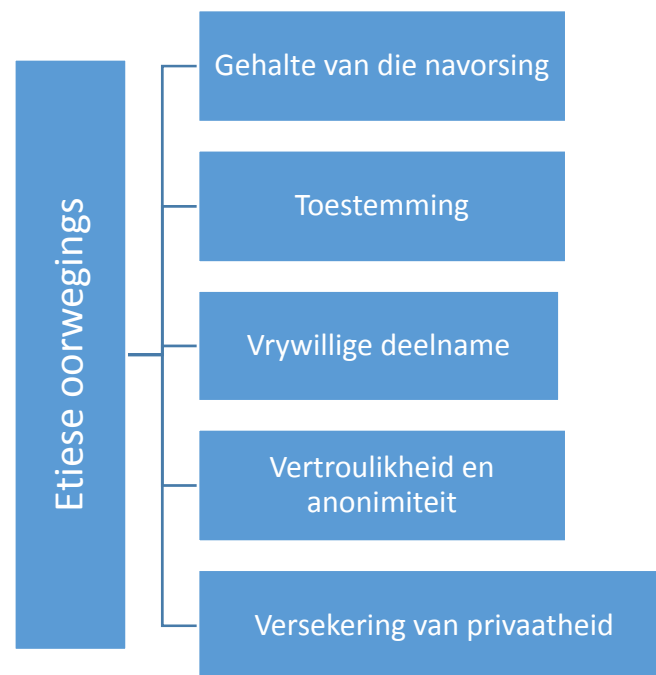 Etiese oorwegings
Gehalte van die navorsing
Toestemming
Vrywillige deelname
Vertroulikheid en
anonimiteit
Versekering van privaatheid